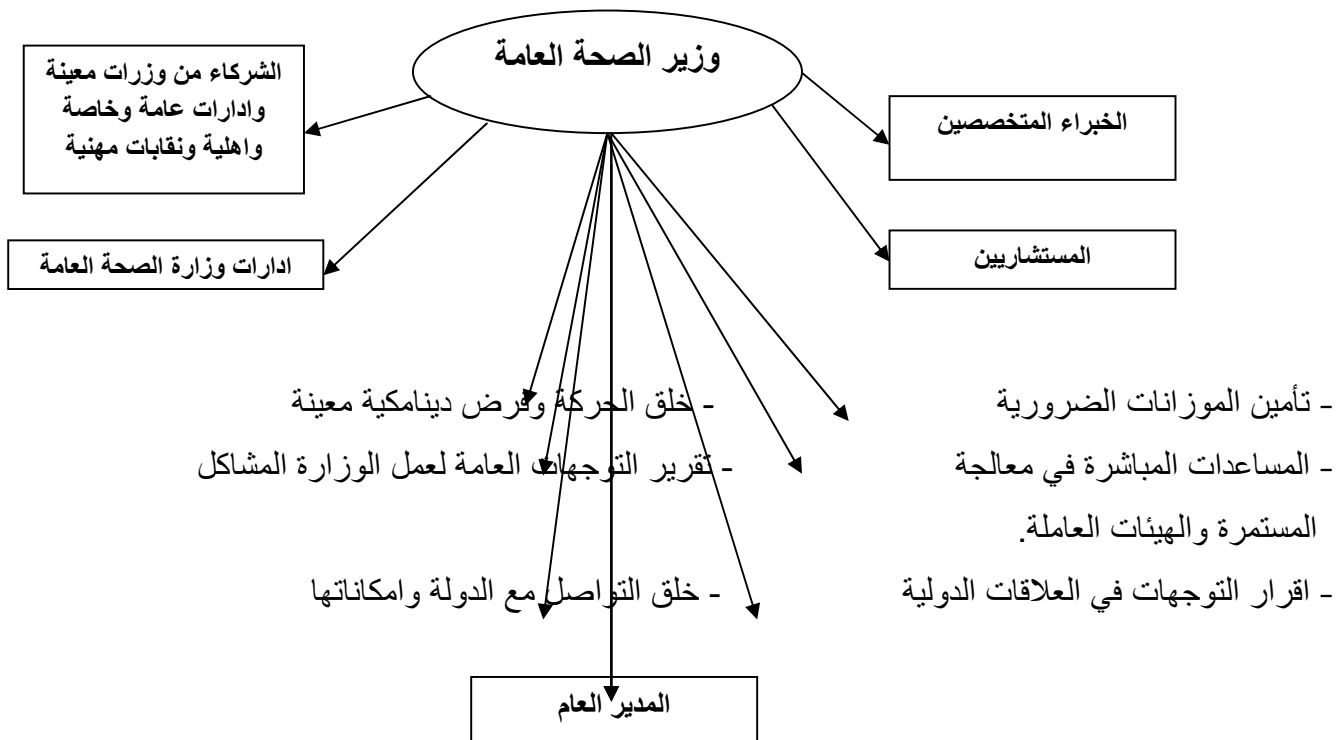 وزير الصحة العامة
الخبراء المتخصصين
المستشاريين
الشركاء من وزرات معينة
وادارات عامة وخاصة
واهلية ونقابات مهنية
ادارات وزارة الصحة العامة
- تأمين الموزانات الضرورية - خلق الحركة وفرض دينامكية معينة
- المساعدات المباشرة في معالجة - تقرير التوجهات العامة لعمل الوزارة المشاكل
المستمرة والهيئات العاملة.
- اقرار التوجهات في العلاقات الدولية - خلق التواصل مع الدولة وامكاناتها
المدير العام